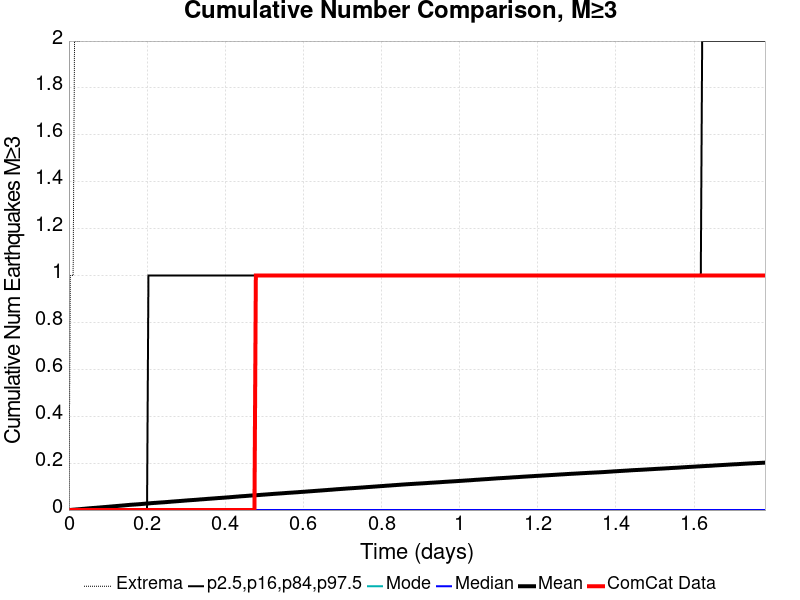 Cumulative Number Comparison, M≥3
Cumulative Num Earthquakes M≥3
2
1.8
1.6
1.4
1.2
1
0.8
0.6
0.4
0.2
0
0 0.2 0.4 0.6 0.8 1 1.2 1.4 1.6
Time (days)
Extrema p2.5,p16,p84,p97.5 Mode Median Mean ComCat Data